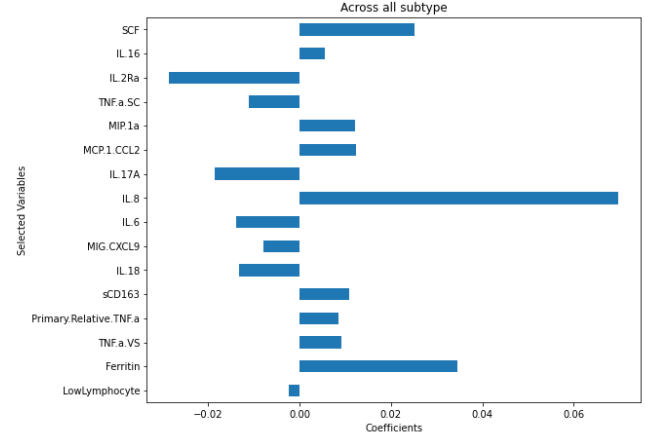 Across all subtype
SCF
IL.16
IL.2Ra
TNF.a.SC
MIP.1a
MCP.1.CCL2
IL.17A
IL.8
IL.6
MIG.CXCL9
IL.18
sCD163
Primary.Relative.TNF.a
TNF.a.VS
Ferritin
LowLymphocyte
Selected Variables
−0.02 0.00 0.02 0.04 0.06
Coefficients